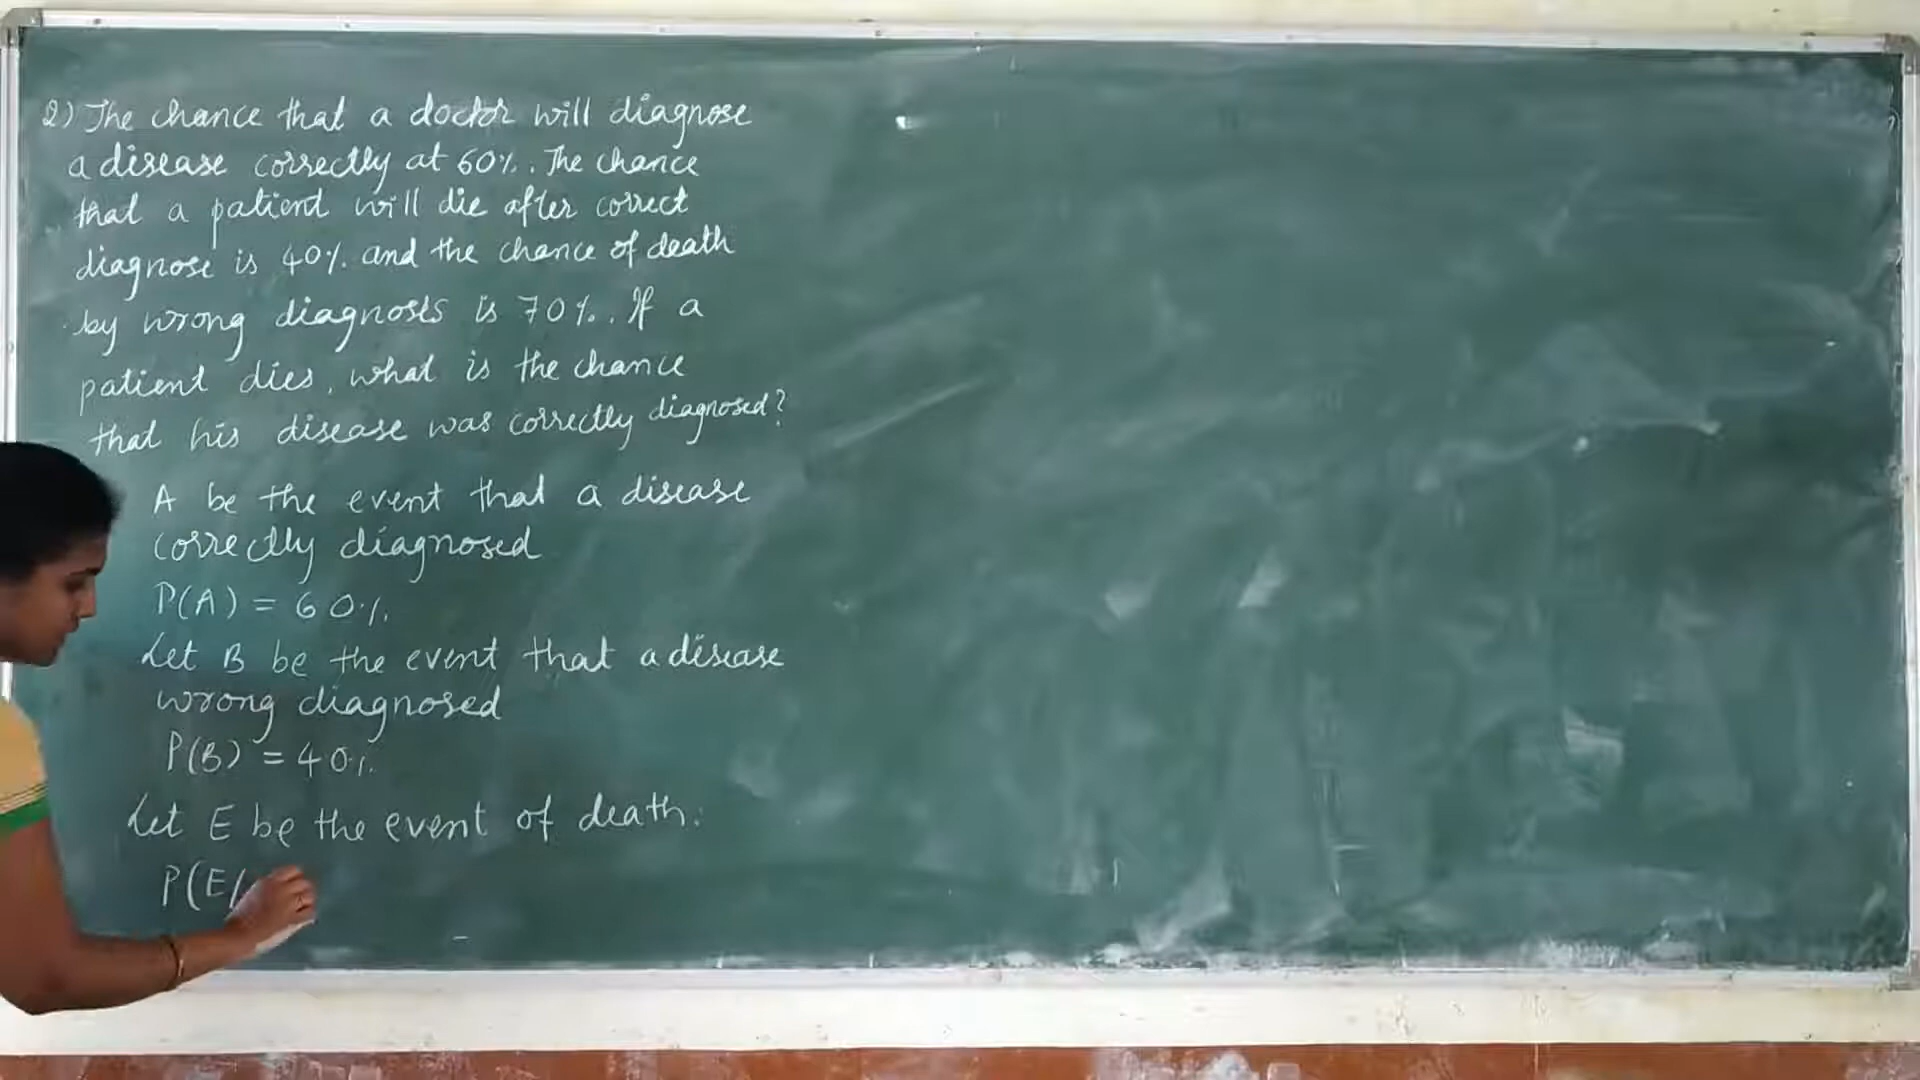 2) The chance that a doctor will diagnose
a disease correctly at 60%. The chance
that a patient will die after correct
diagnose is 40% and the chance of death
by wrong diagnosis is 70%. If a
patient dies, what is the chance
that his disease was correctly diagnosed?
A be the event that a disease
correctly diagnosed
P(A) = 60%
Let B be the event that a disease
wrong diagnosed
P(B) = 40%
Let E be the event of death.
P(E/